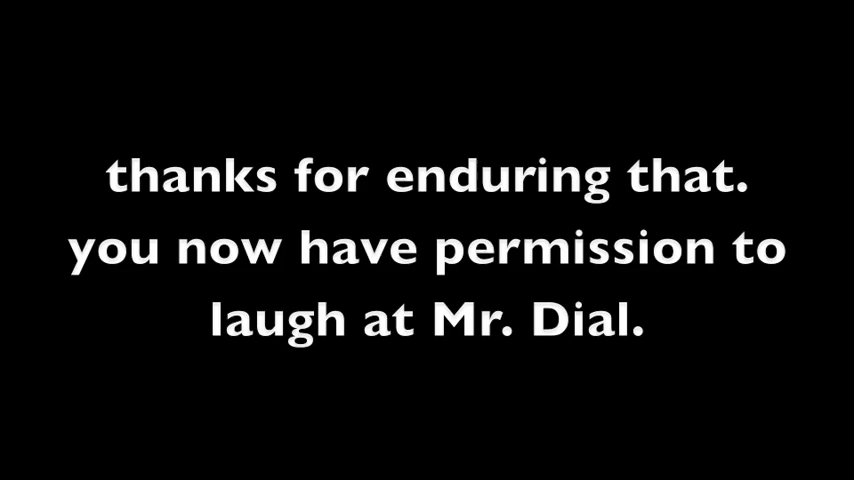 thanks for enduring that.
you now have permission to
laugh at Mr. Dial.